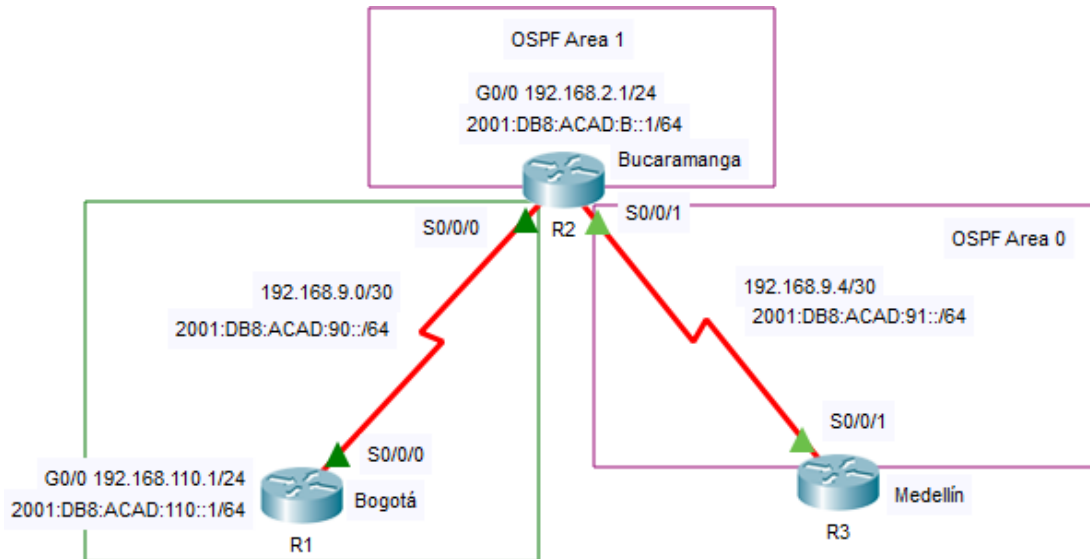 OSPF Area 1
G0/0 192.168.2.1/24
2001:DB8:ACAD:B::1/64
Bucaramanga
R2
S0/0/0
S0/0/1
OSPF Area 0
192.168.9.0/30
2001:DB8:ACAD:90::/64
192.168.9.4/30
2001:DB8:ACAD:91::/64
S0/0/0
S0/0/1
G0/0 192.168.110.1/24
2001:DB8:ACAD:110::1/64
Bogotá
R1
Medellín
R3